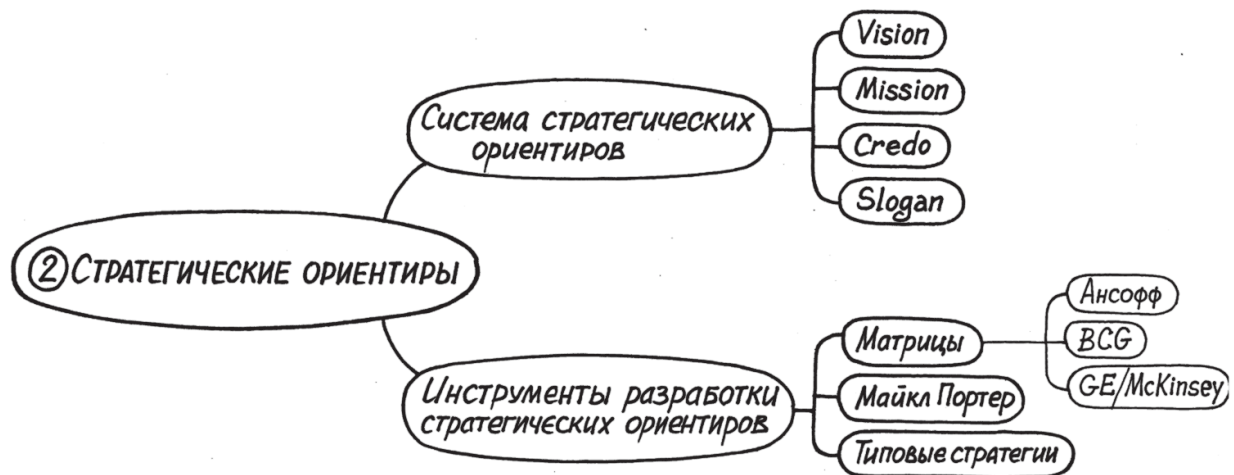 ② СТРАТЕГИЧЕСКИЕ ОРИЕНТИРЫ
Система стратегических
ориентиров
Vision
Mission
Credo
Slogan
Инструменты разработки
стратегических ориентиров
Матрицы
Ансофф
BCG
GE/McKinsey
Майкл Портер
Типовые стратегии